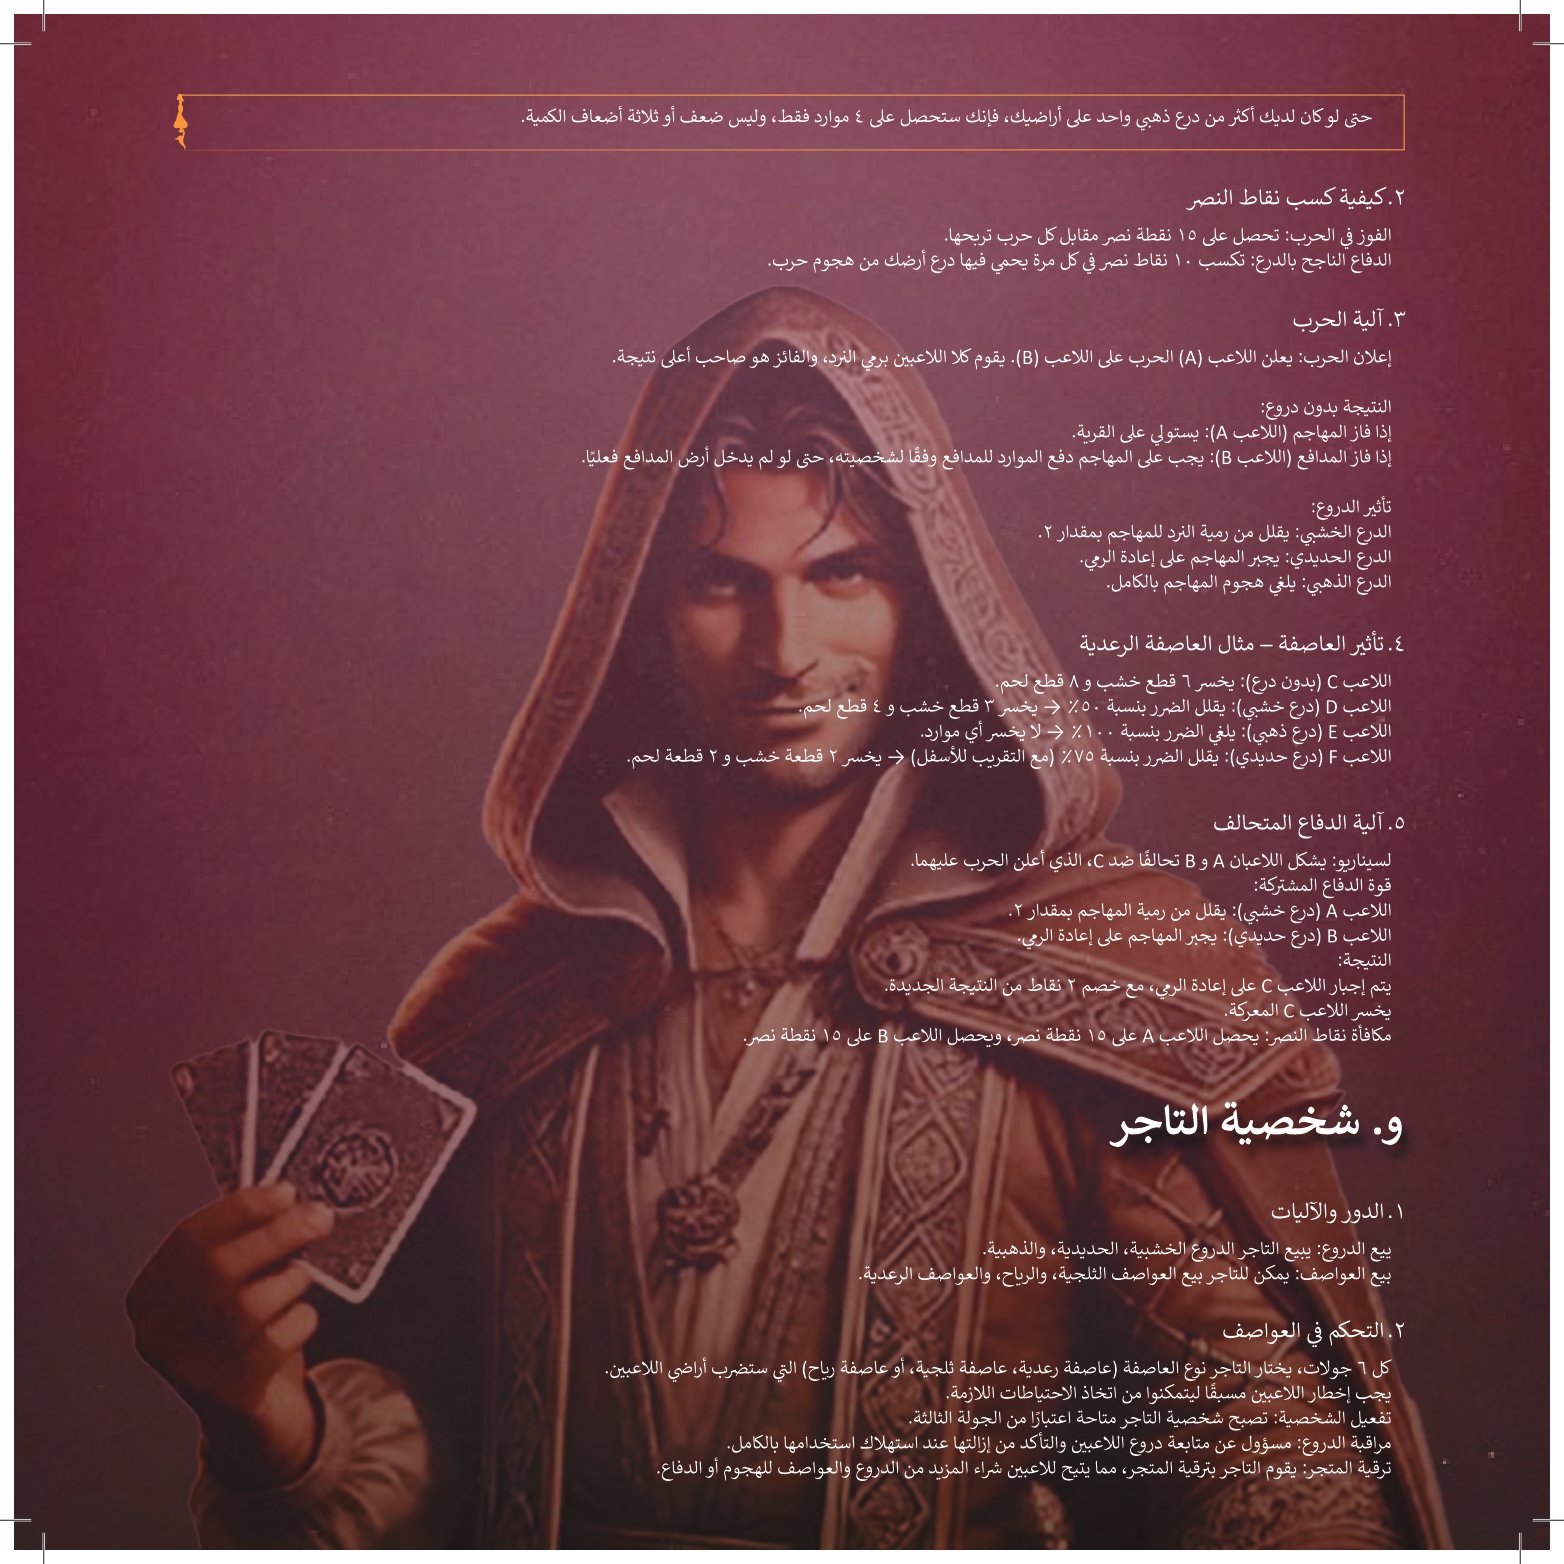 حتى لو كان لديك أكثر من درع ذهبي واحد على أراضيك، فإنك ستحصل على ٤ موارد فقط، وليس ضعف أو ثلاثة أضعاف الكمية.
٢. كيفية كسب نقاط النصر
الفوز في الحرب: تحصل على ١٥ نقطة نصر مقابل كل حرب تربحها.
الدفاع الناجح بالدرع: تكسب ١٠ نقاط نصر في كل مرة يحمي فيها درع أرضك من هجوم حرب.
٣. آلية الحرب
إعلان الحرب: يعلن اللاعب (A) الحرب على اللاعب (B). يقوم كلا اللاعبين برمي النرد، والفائز هو صاحب أعلى نتيجة.
النتيجة بدون دروع:
إذا فاز المهاجم (اللاعب A): يستولي على القرية.
إذا فاز المدافع (اللاعب B): يجب على المهاجم دفع الموارد للمدافع وفقًا لشخصيته، حتى لو لم يدخل أرض المدافع فعليًا.
تأثير الدروع:
الدرع الخشبي: يقلل من رمية النرد للمهاجم بمقدار ٢.
الدرع الحديدي: يجبر المهاجم على إعادة الرمي.
الدرع الذهبي: يلغي هجوم المهاجم بالكامل.
٤. تأثير العاصفة – مثال العاصفة الرعدية
اللاعب C (بدون درع): يخسر ٦ قطع خشب و ٨ قطع لحم.
اللاعب D (درع خشبي): يقلل الضرر بنسبة ٥٠٪ → يخسر ٣ قطع خشب و ٤ قطع لحم.
اللاعب E (درع ذهبي): يلغي الضرر بنسبة ١٠٠٪ → لا يخسر أي موارد.
اللاعب F (درع حديدي): يقلل الضرر بنسبة ٧٥٪ (مع التقريب للأسفل) → يخسر ٢ قطعة خشب و ٢ قطعة لحم.
٥. آلية الدفاع المتحالف
لسيناريو: يشكل اللاعبان A و B تحالفًا ضد C، الذي أعلن الحرب عليهما.
قوة الدفاع المشتركة:
اللاعب A (درع خشبي): يقلل من رمية المهاجم بمقدار ٢.
اللاعب B (درع حديدي): يجبر المهاجم على إعادة الرمي.
النتيجة:
يتم إجبار اللاعب C على إعادة الرمي، مع خصم ٢ نقاط من النتيجة الجديدة.
يخسر اللاعب C المعركة.
مكافأة نقاط النصر: يحصل اللاعب A على ١٥ نقطة نصر، ويحصل اللاعب B على ١٥ نقطة نصر.
و. شخصية التاجر
١. الدور والآليات
بيع الدروع: يبيع التاجر الدروع الخشبية، الحديدية، والذهبية.
بيع العواصف: يمكن للتاجر بيع العواصف الثلجية، والرياح، والعواصف الرعدية.
٢. التحكم في العواصف
كل ٦ جولات، يختار التاجر نوع العاصفة (عاصفة رعدية، عاصفة ثلجية، أو عاصفة رياح) التي ستضرب أراضي اللاعبين.
يجب إخطار اللاعبين مسبقًا ليتمكنوا من اتخاذ الاحتياطات اللازمة.
تفعيل الشخصية: تصبح شخصية التاجر متاحة اعتبارًا من الجولة الثالثة.
مراقبة الدروع: مسؤول عن متابعة دروع اللاعبين والتأكد من إزالتها عند استهلاك استخدامها بالكامل.
ترقية المتجر: يقوم التاجر بترقية المتجر، مما يتيح للاعبين شراء المزيد من الدروع والعواصف للهجوم أو الدفاع.